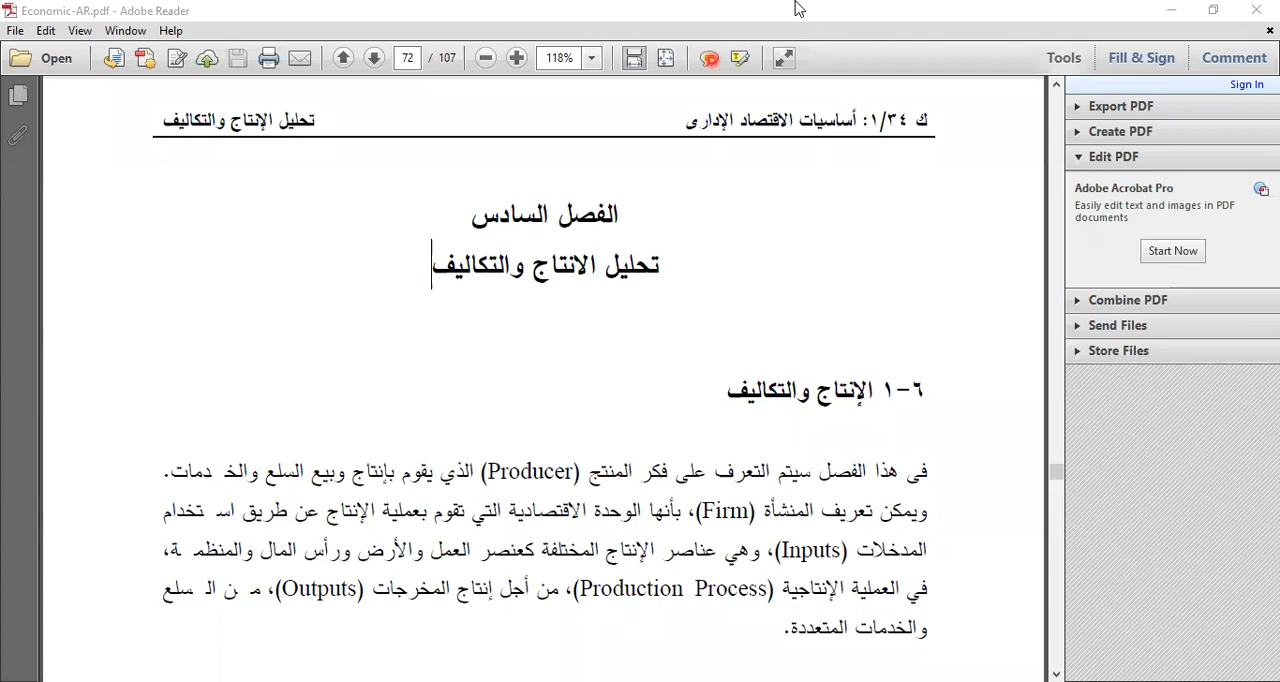 Economic-AR.pdf - Adobe Reader
File Edit View Window Help
Open 72 / 107 118% Tools Fill & Sign Comment
Sign In
Export PDF
Create PDF
Edit PDF
Adobe Acrobat Pro
Easily edit text and images in PDF
documents
Start Now
Combine PDF
Send Files
Store Files
ك ١/٣٤: أساسيات الاقتصاد الإدارى تحليل الإنتاج والتكاليف
الفصل السادس
تحليل الانتاج والتكاليف
٦-١ الإنتاج والتكاليف
فى هذا الفصل سيتم التعرف على فكر المنتج (Producer) الذي يقوم بإنتاج وبيع السلع والخدمات.
ويمكن تعريف المنشأة (Firm)، بأنها الوحدة الاقتصادية التي تقوم بعملية الإنتاج عن طريق استخدام
المدخلات (Inputs)، وهي عناصر الإنتاج المختلفة كعنصر العمل والأرض ورأس المال والمنظمة،
في العملية الإنتاجية (Production Process)، من أجل إنتاج المخرجات (Outputs)، من السلع
والخدمات المتعددة.